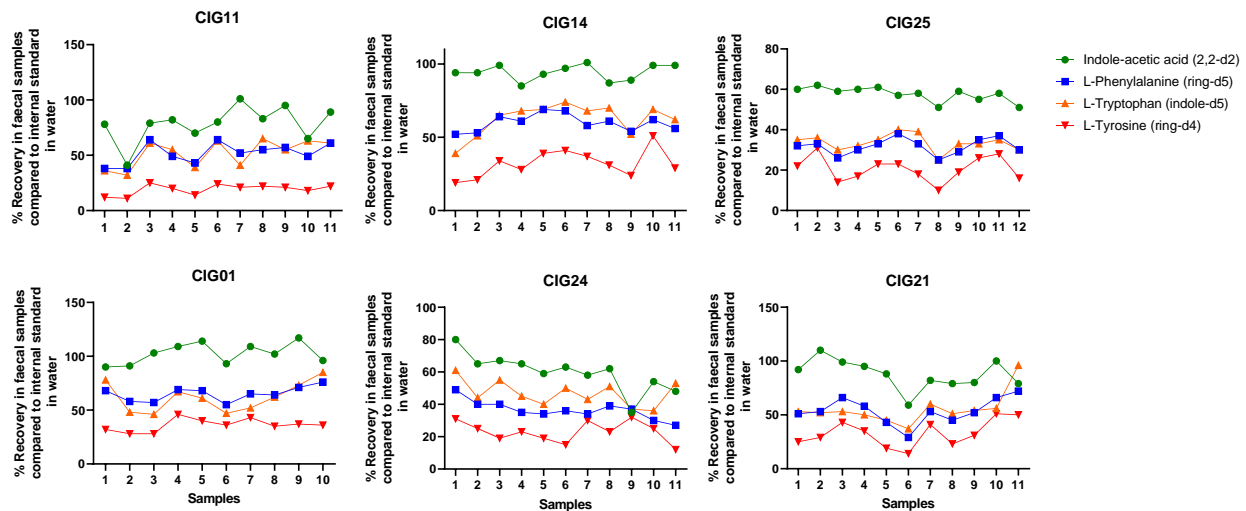 CIG11
% Recovery in faecal samples
compared to internal standard
in water
150
100
50
0
1 2 3 4 5 6 7 8 9 10 11
CIG14
% Recovery in faecal samples
compared to internal standard
in water
150
100
50
0
1 2 3 4 5 6 7 8 9 10 11
CIG25
% Recovery in faecal samples
compared to internal standard
in water
80
60
40
20
0
1 2 3 4 5 6 7 8 9 10 11 12
Indole-acetic acid (2,2-d2)
L-Phenylalanine (ring-d5)
L-Tryptophan (indole-d5)
L-Tyrosine (ring-d4)
CIG01
% Recovery in faecal samples
compared to internal standard
in water
150
100
50
0
1 2 3 4 5 6 7 8 9 10
Samples
CIG24
% Recovery in faecal samples
compared to internal standard
in water
100
80
60
40
20
0
1 2 3 4 5 6 7 8 9 10 11
Samples
CIG21
% Recovery in faecal samples
compared to internal standard
in water
150
100
50
0
1 2 3 4 5 6 7 8 9 10 11
Samples